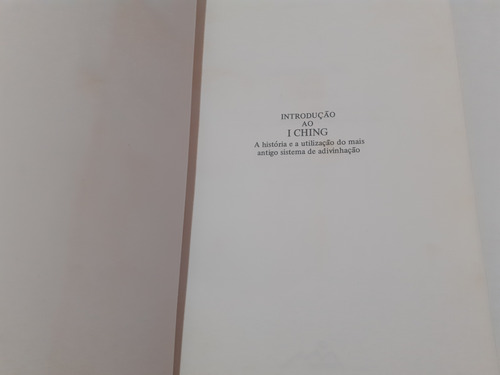 INTRODUÇÃO
AO
I CHING
A história e a utilização do mais
antigo sistema de adivinhação